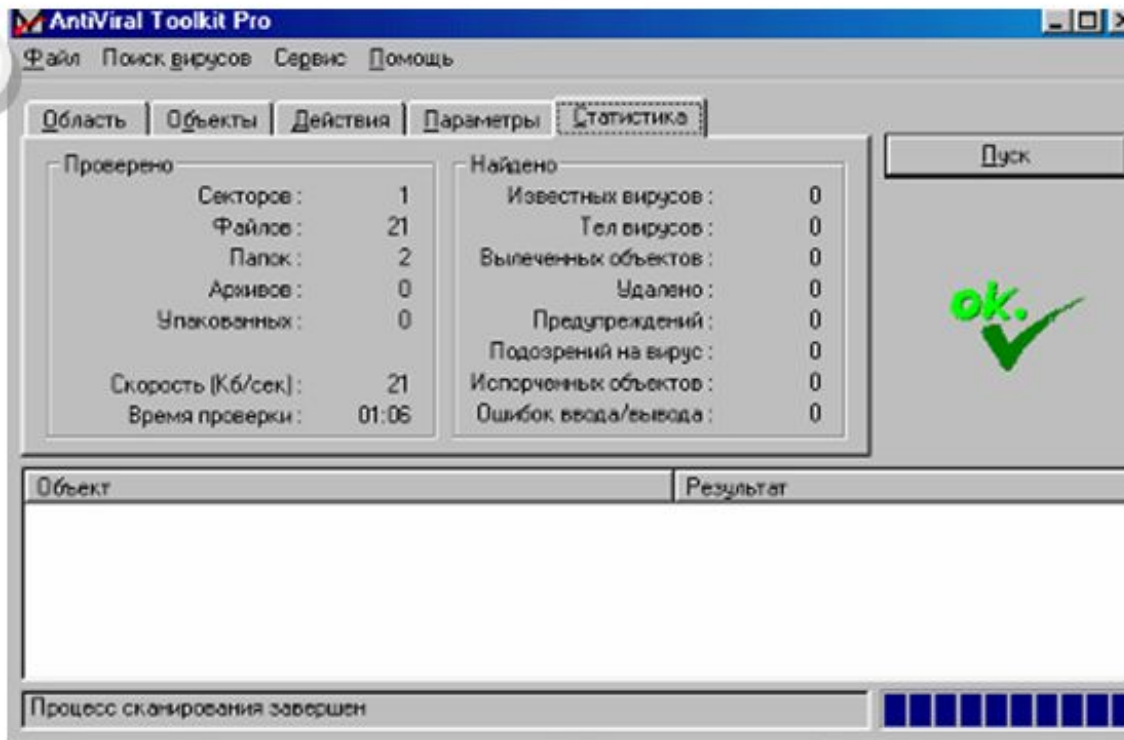 AntiViral Toolkit Pro
Файл Поиск вирусов Сервис Помощь
Область Объекты Действия Параметры Статистика
Пуск
Проверено
Секторов : 1
Файлов : 21
Папок : 2
Архивов : 0
Упакованных : 0
Скорость (Кб/сек) : 21
Время проверки : 01:06
Найдено
Известных вирусов : 0
Тел вирусов : 0
Вылеченных объектов : 0
Удалено : 0
Предупреждений : 0
Подозрений на вирус : 0
Испорченных объектов : 0
Ошибок ввода/вывода : 0
ok.
Объект Результат
Процесс сканирования завершен